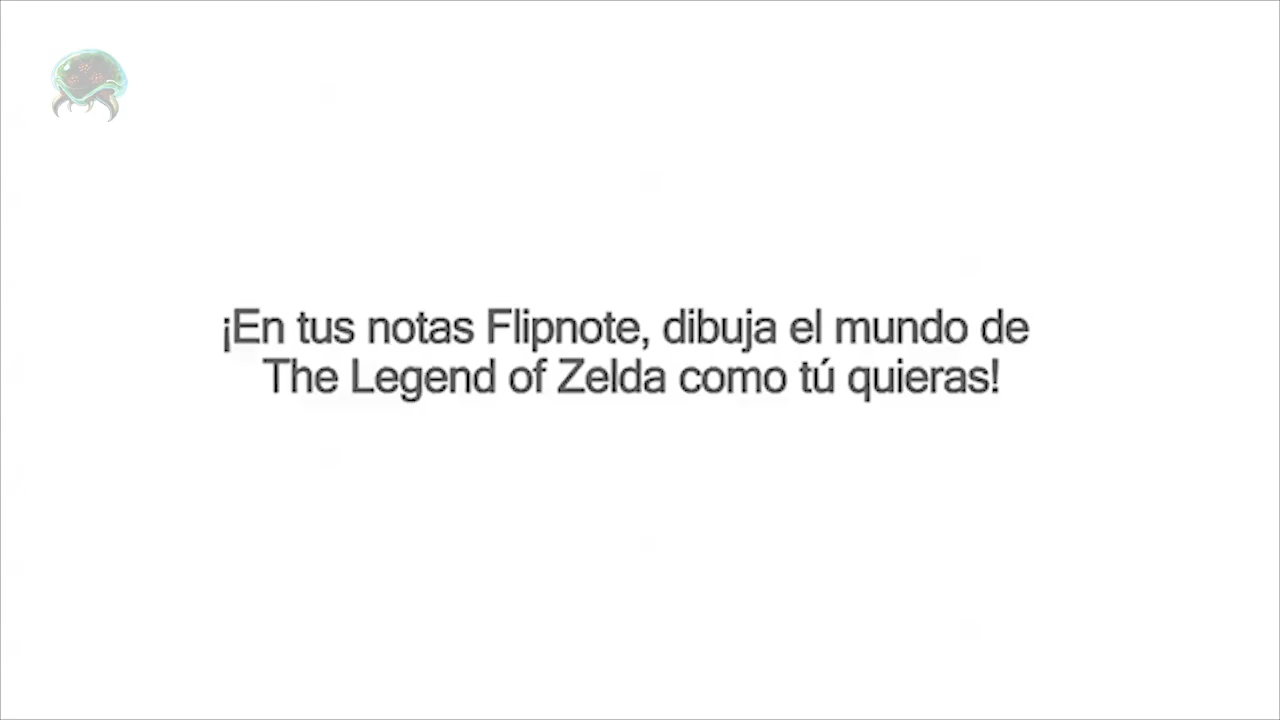 ¡En tus notas Flipnote, dibuja el mundo de
The Legend of Zelda como tú quieras!